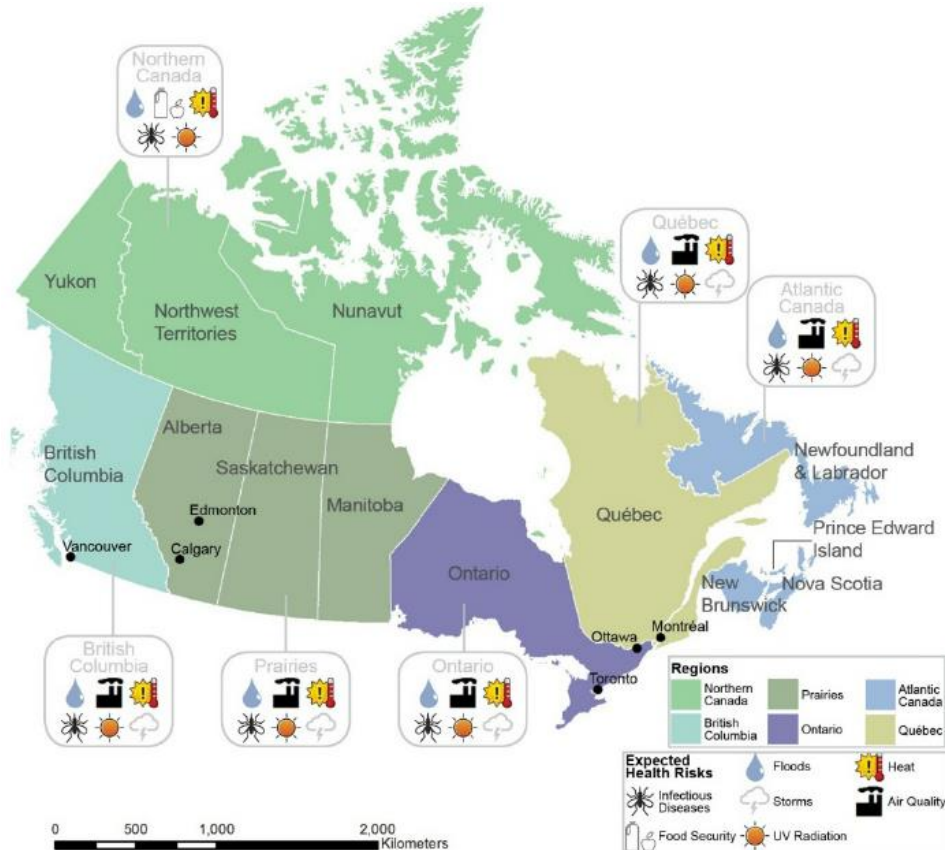 Northern
Canada
Québec
Atlantic
Canada
Yukon
Northwest
Territories
Nunavut
British
Columbia
Alberta
Saskatchewan
Manitoba
Edmonton
Calgary
Vancouver
Ontario
Québec
Newfoundland
& Labrador
Prince Edward
Island
New
Brunswick
Nova Scotia
Ottawa
Montréal
Toronto
British
Columbia
Prairies
Ontario
Regions
Northern
Canada
Prairies
Atlantic
Canada
British
Columbia
Ontario
Québec
Expected
Health Risks
Floods
Heat
Infectious
Diseases
Storms
Air Quality
Food Security
UV Radiation
0 500 1,000 2,000
Kilometers